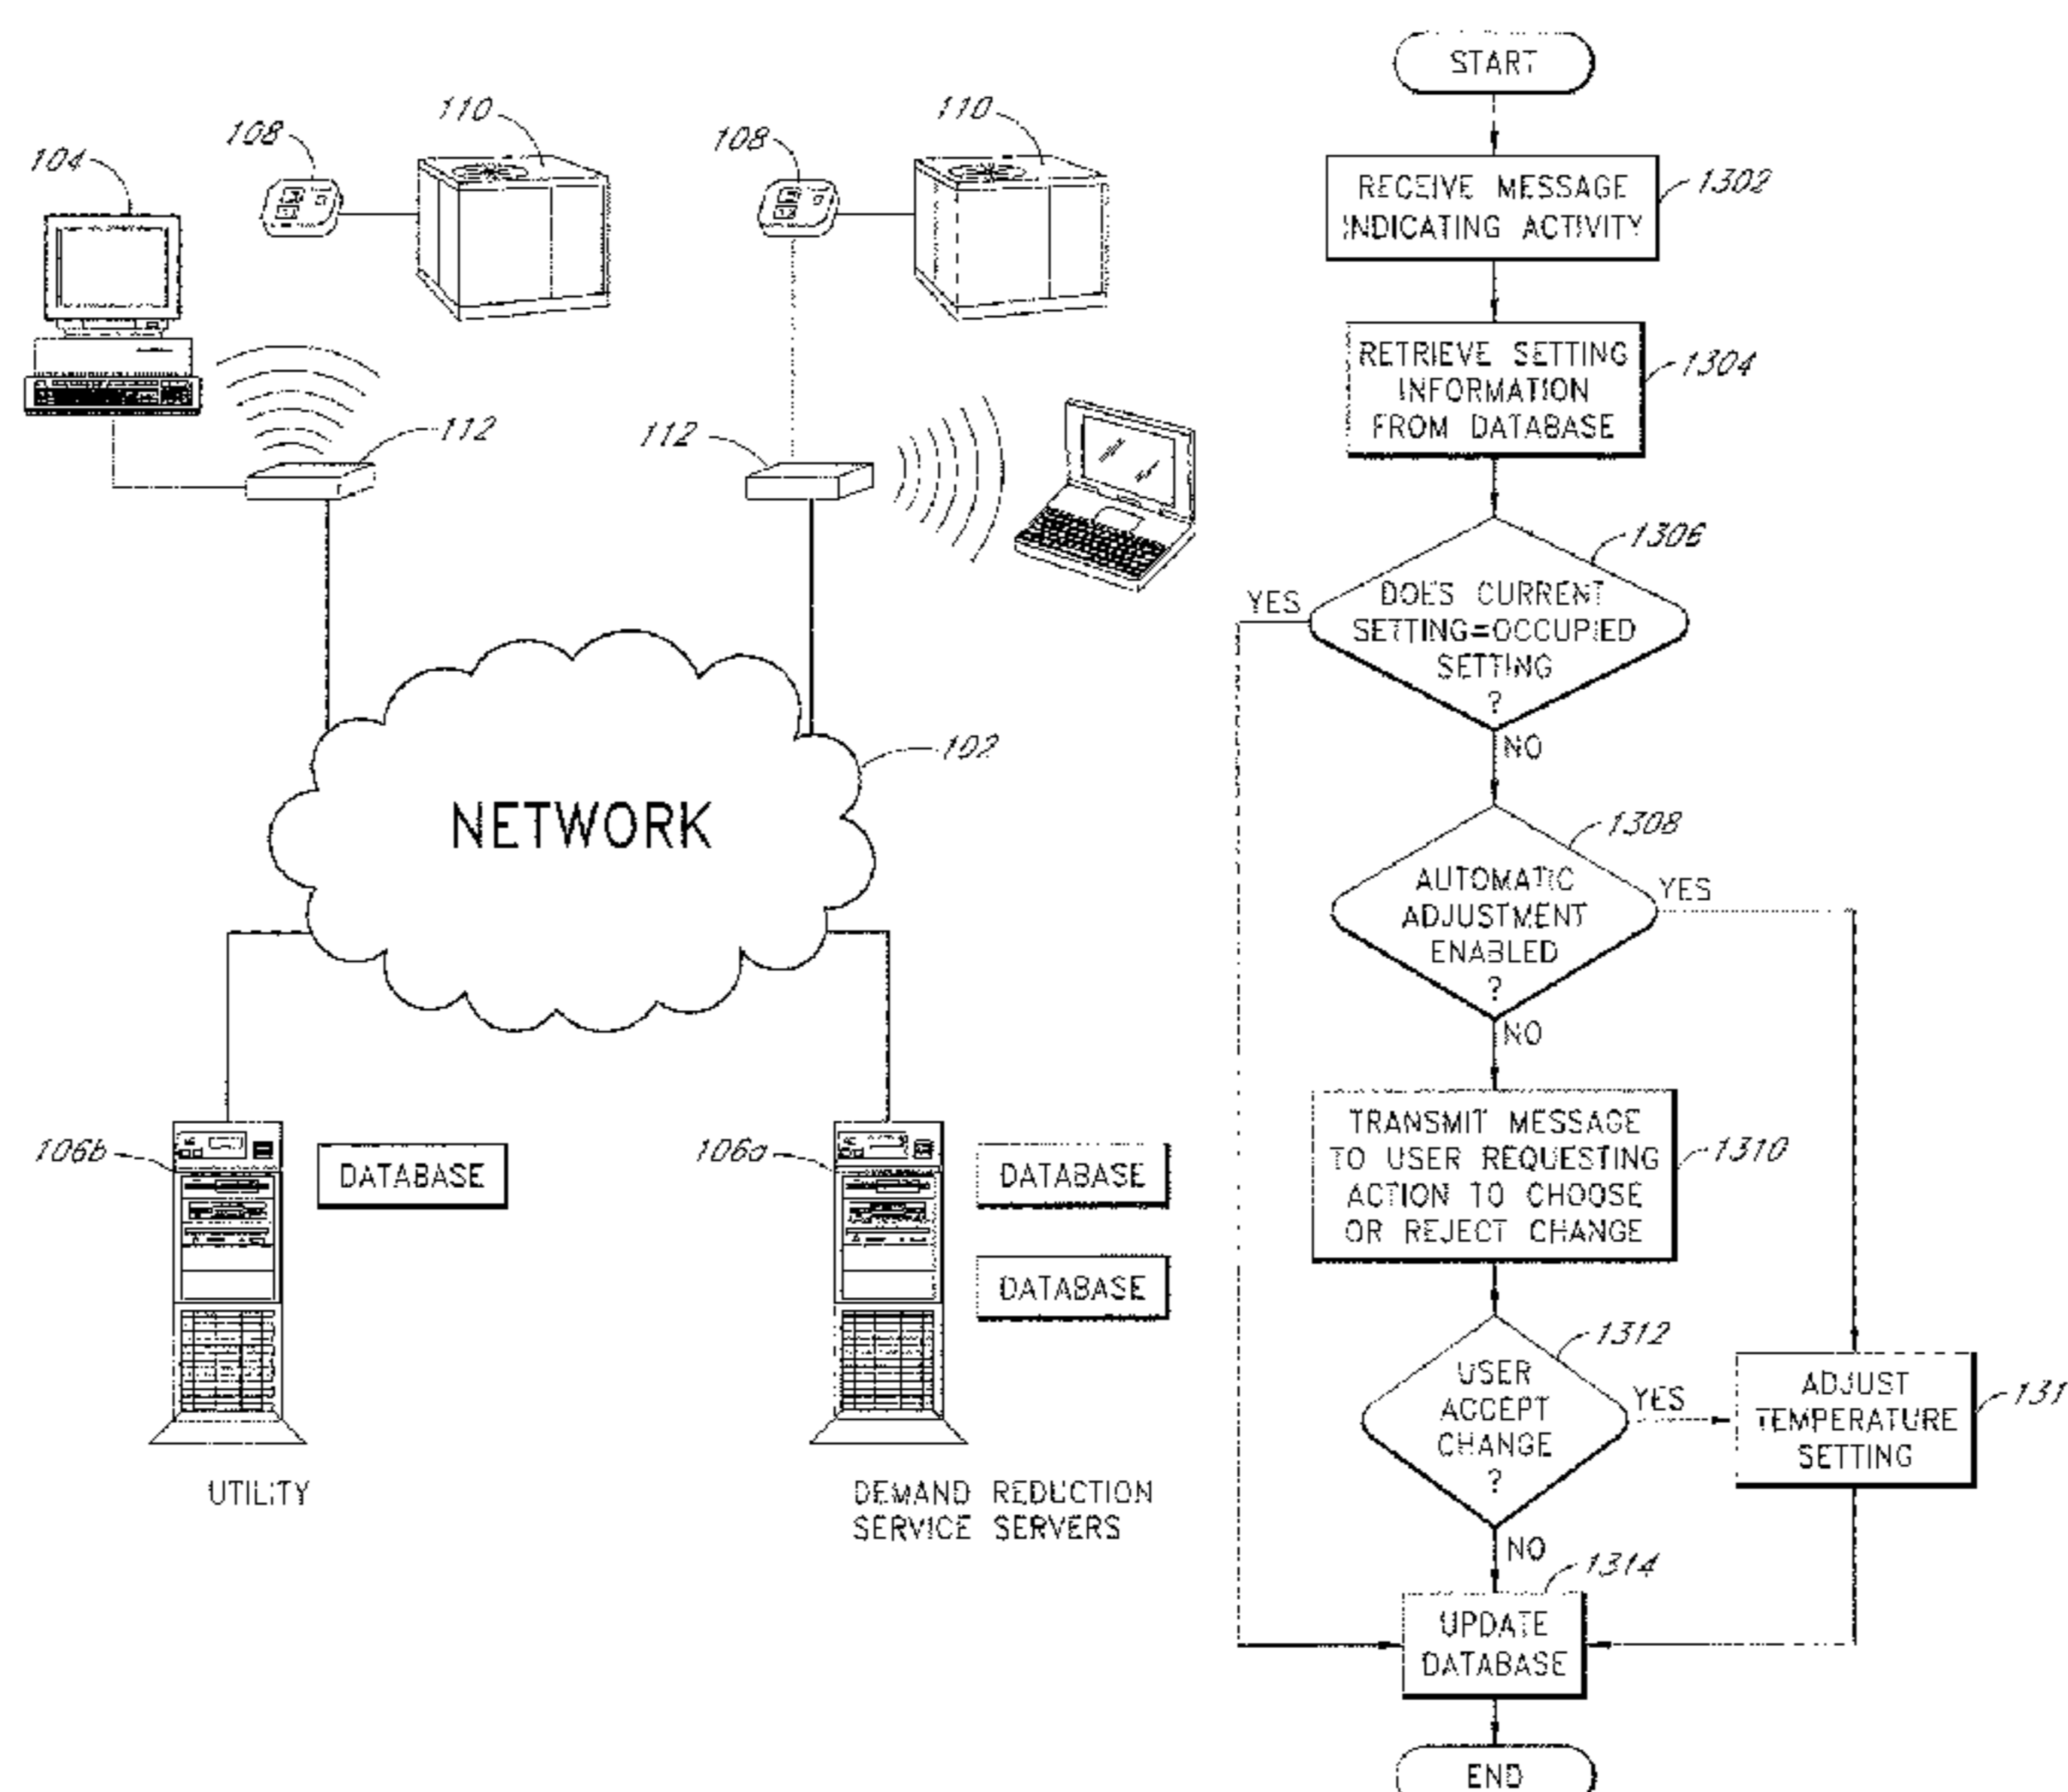 104
108
110
108
110
112
112
102
NETWORK
106b
DATABASE
106a
DATABASE
DATABASE
UTILITY
DEMAND REDUCTION
SERVICE SERVERS
START
RECEIVE MESSAGE
INDICATING ACTIVITY
1302
RETRIEVE SETTING
INFORMATION
FROM DATABASE
1304
1306
DOES CURRENT
SETTING=OCCUPIED
SETTING
?
YES
NO
1308
AUTOMATIC
ADJUSTMENT
ENABLED
?
YES
NO
TRANSMIT MESSAGE
TO USER REQUESTING
ACTION TO CHOOSE
OR REJECT CHANGE
1310
1312
USER
ACCEPT
CHANGE
?
YES
ADJUST
TEMPERATURE
SETTING
131
NO
1314
UPDATE
DATABASE
END